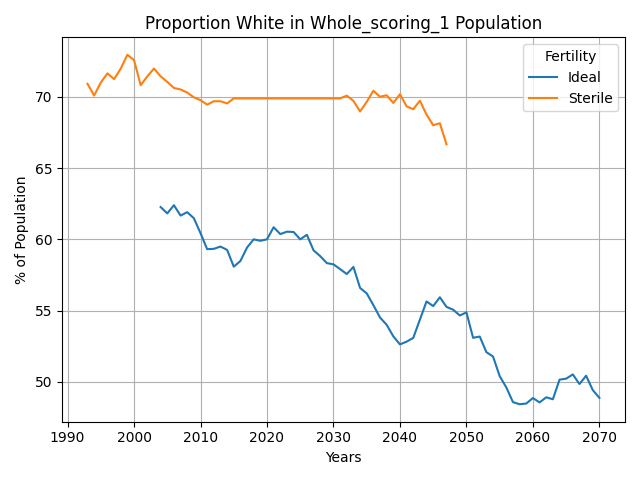 Proportion White in Whole_scoring_1 Population
Fertility
Ideal
Sterile
% of Population
70
65
60
55
50
1990
2000
2010
2020
2030
2040
2050
2060
2070
Years